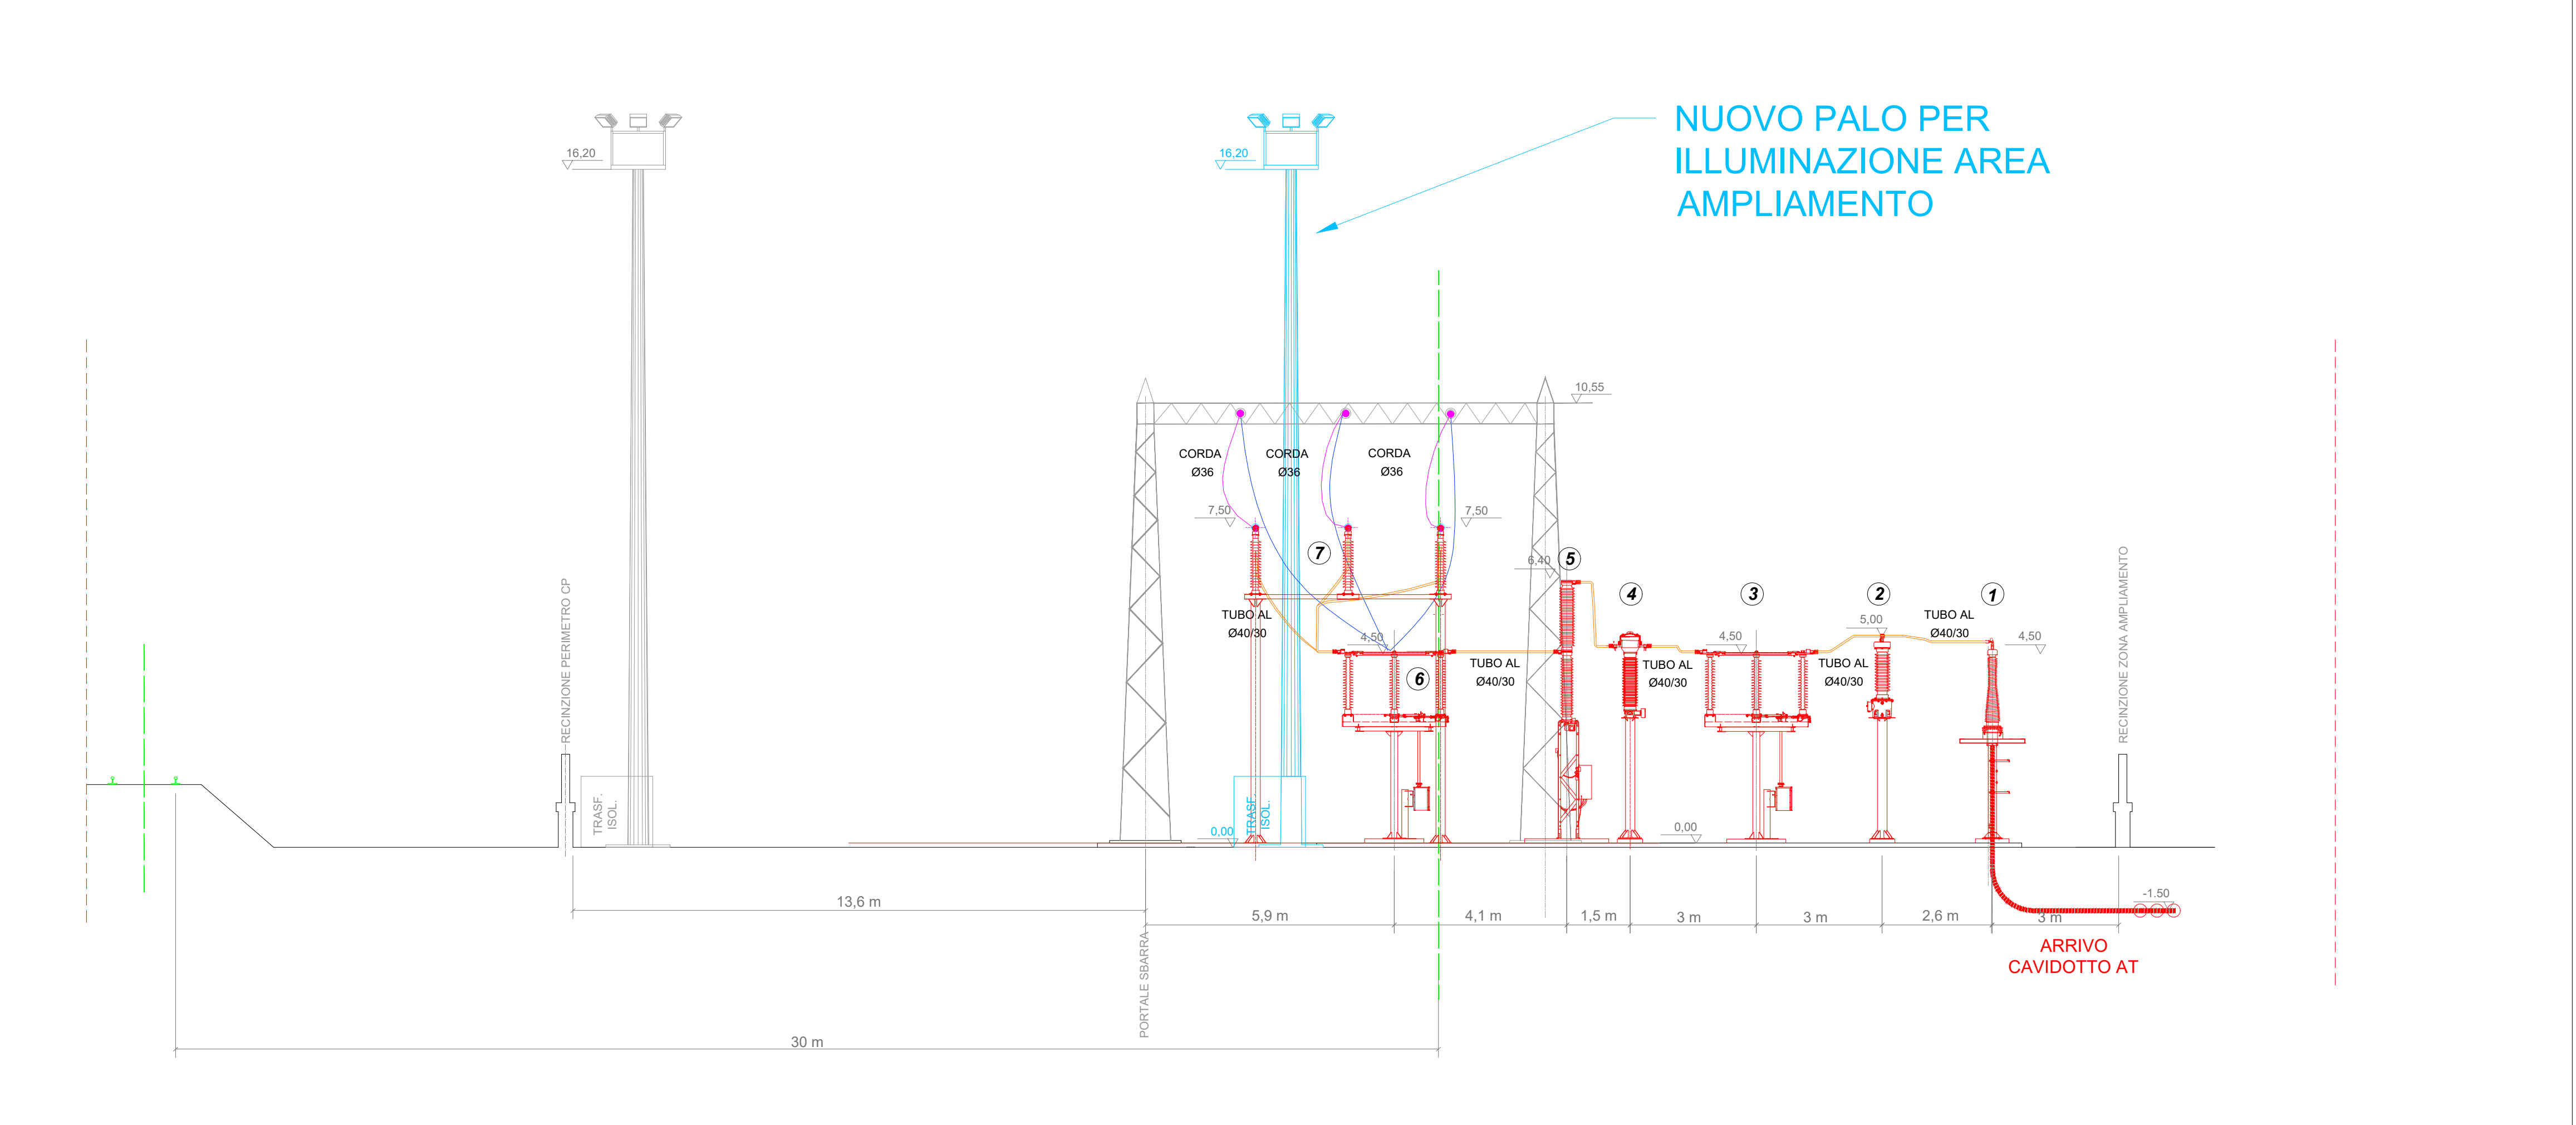 NUOVO PALO PER
ILLUMINAZIONE AREA
AMPLIAMENTO
16,20
16,20
10,55
CORDA
Ø36
CORDA
Ø36
CORDA
Ø36
7,50
7,50
7
6,40
5
4
3
2
1
TUBO AL
Ø40/30
4,50
6
TUBO AL
Ø40/30
TUBO AL
Ø40/30
4,50
TUBO AL
Ø40/30
5,00
TUBO AL
Ø40/30
4,50
RECINZIONE PERIMETRO CP
RECINZIONE ZONA AMPLIAMENTO
TRASF.
ISOL.
TRASF.
ISOL.
0,00
0,00
13,6 m
5,9 m
4,1 m
1,5 m
3 m
3 m
2,6 m
3 m
-1.50
PORTALE SBARRA
ARRIVO
CAVIDOTTO AT
30 m